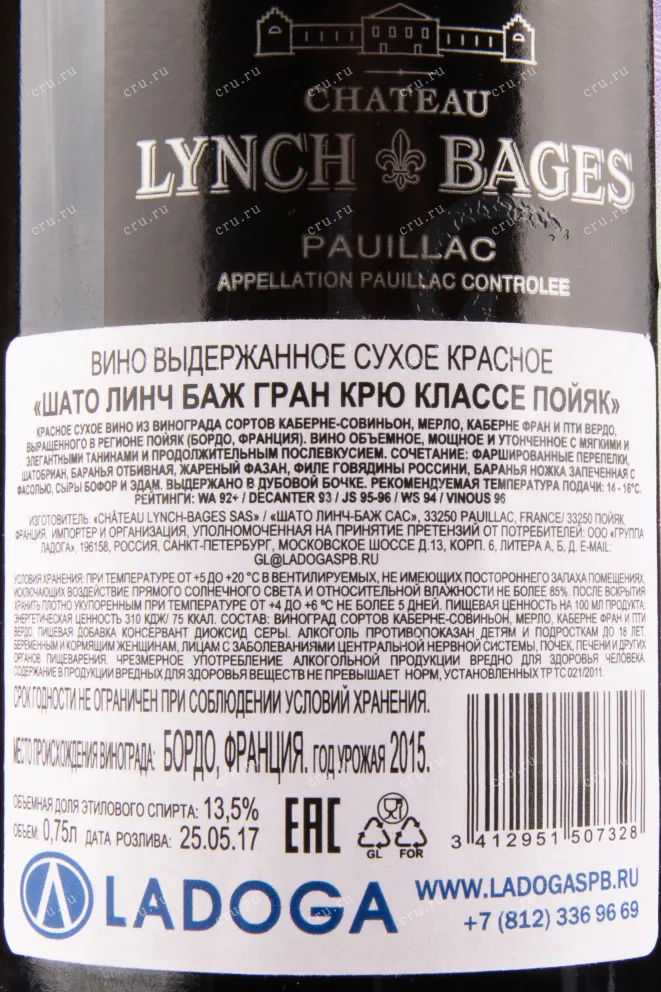 CHATEAU
LYNCH BAGES
PAUILLAC
APPELLATION PAUILLAC CONTROLEE
ВИНО ВЫДЕРЖАННОЕ СУХОЕ КРАСНОЕ
«ШАТО ЛИНЧ БАЖ ГРАН КРЮ КЛАССЕ ПОЙЯК»
КРАСНОЕ СУХОЕ ВИНО ИЗ ВИНОГРАДА СОРТОВ КАБЕРНЕ-СОВИНЬОН, МЕРЛО, КАБЕРНЕ ФРАН И ПТИ ВЕРДО,
ВЫРАЩЕННОГО В РЕГИОНЕ ПОЙЯК (БОРДО, ФРАНЦИЯ). ВИНО ОБЪЕМНОЕ, МОЩНОЕ И УТОНЧЕННОЕ С МЯГКИМИ И
ЭЛЕГАНТНЫМИ ТАНИНАМИ И ПРОДОЛЖИТЕЛЬНЫМ ПОСЛЕВКУСИЕМ. СОЧЕТАНИЕ: ФАРШИРОВАННЫЕ ПЕРЕПЕЛКИ,
ШАТОБРИАН, БАРАНЬЯ ОТБИВНАЯ, ЖАРЕНЫЙ ФАЗАН, ФИЛЕ ГОВЯДИНЫ РОССИНИ, БАРАНЬЯ НОЖКА ЗАПЕЧЕННАЯ С
ФАСОЛЬЮ, СЫРЫ БОФОР И ЭДАМ. ВЫДЕРЖАНО В ДУБОВОЙ БОЧКЕ. РЕКОМЕНДУЕМАЯ ТЕМПЕРАТУРА ПОДАЧИ: 14 - 16°С.
РЕЙТИНГИ: WA 92+ / DECANTER 93 / JS 95-96 / WS 94 / VINOUS 96
ИЗГОТОВИТЕЛЬ: «CHÂTEAU LYNCH-BAGES SAS» / «ШАТО ЛИНЧ-БАЖ САС», 33250 PAUILLAC, FRANCE/ 33250 ПОЙЯК,
ФРАНЦИЯ. ИМПОРТЕР И ОРГАНИЗАЦИЯ, УПОЛНОМОЧЕННАЯ НА ПРИНЯТИЕ ПРЕТЕНЗИЙ ОТ ПОТРЕБИТЕЛЕЙ: ООО «ГРУППА
ЛАДОГА», 196158, РОССИЯ, САНКТ-ПЕТЕРБУРГ, МОСКОВСКОЕ ШОССЕ Д.13, КОРП. 6, ЛИТЕРА А, Б, Д. E-MAIL:
GL@LADOGASPB.RU
УСЛОВИЯ ХРАНЕНИЯ: ПРИ ТЕМПЕРАТУРЕ ОТ +5 ДО +20 °С В ВЕНТИЛИРУЕМЫХ, НЕ ИМЕЮЩИХ ПОСТОРОННЕГО ЗАПАХА ПОМЕЩЕНИЯХ,
ИСКЛЮЧАЮЩИХ ВОЗДЕЙСТВИЕ ПРЯМОГО СОЛНЕЧНОГО СВЕТА И ОТНОСИТЕЛЬНОЙ ВЛАЖНОСТИ НЕ БОЛЕЕ 85%. ПОСЛЕ ВСКРЫТИЯ
ХРАНИТЬ ПЛОТНО УКУПОРЕННЫМ ПРИ ТЕМПЕРАТУРЕ ОТ +4 ДО +6 °С НЕ БОЛЕЕ 5 ДНЕЙ. ПИЩЕВАЯ ЦЕННОСТЬ НА 100 МЛ ПРОДУКТА:
ЭНЕРГЕТИЧЕСКАЯ ЦЕННОСТЬ 310 КДЖ/ 75 ККАЛ. СОСТАВ: ВИНОГРАД СОРТОВ КАБЕРНЕ-СОВИНЬОН, МЕРЛО, КАБЕРНЕ ФРАН И ПТИ
ВЕРДО, ПИЩЕВАЯ ДОБАВКА КОНСЕРВАНТ ДИОКСИД СЕРЫ. АЛКОГОЛЬ ПРОТИВОПОКАЗАН ДЕТЯМ И ПОДРОСТКАМ ДО 18 ЛЕТ,
БЕРЕМЕННЫМ И КОРМЯЩИМ ЖЕНЩИНАМ, ЛИЦАМ С ЗАБОЛЕВАНИЯМИ ЦЕНТРАЛЬНОЙ НЕРВНОЙ СИСТЕМЫ, ПОЧЕК, ПЕЧЕНИ И ДРУГИХ
ОРГАНОВ ПИЩЕВАРЕНИЯ. ЧРЕЗМЕРНОЕ УПОТРЕБЛЕНИЕ АЛКОГОЛЬНОЙ ПРОДУКЦИИ ВРЕДНО ДЛЯ ЗДОРОВЬЯ ЧЕЛОВЕКА.
СОДЕРЖАНИЕ В ПРОДУКЦИИ ВРЕДНЫХ ДЛЯ ЗДОРОВЬЯ ВЕЩЕСТВ НЕ ПРЕВЫШАЕТ НОРМ, УСТАНОВЛЕННЫХ ТР ТС 021/2011.
СРОК ГОДНОСТИ НЕ ОГРАНИЧЕН ПРИ СОБЛЮДЕНИИ УСЛОВИЙ ХРАНЕНИЯ.
МЕСТО ПРОИСХОЖДЕНИЯ ВИНОГРАДА: БОРДО, ФРАНЦИЯ. ГОД УРОЖАЯ 2015.
ОБЪЕМНАЯ ДОЛЯ ЭТИЛОВОГО СПИРТА: 13,5%
ОБЪЕМ: 0,75Л ДАТА РОЗЛИВА: 25.05.17
EAC
GL FOR
3 412951 507328
LADOGA
WWW.LADOGASPB.RU
+7 (812) 336 96 69
cru.ru